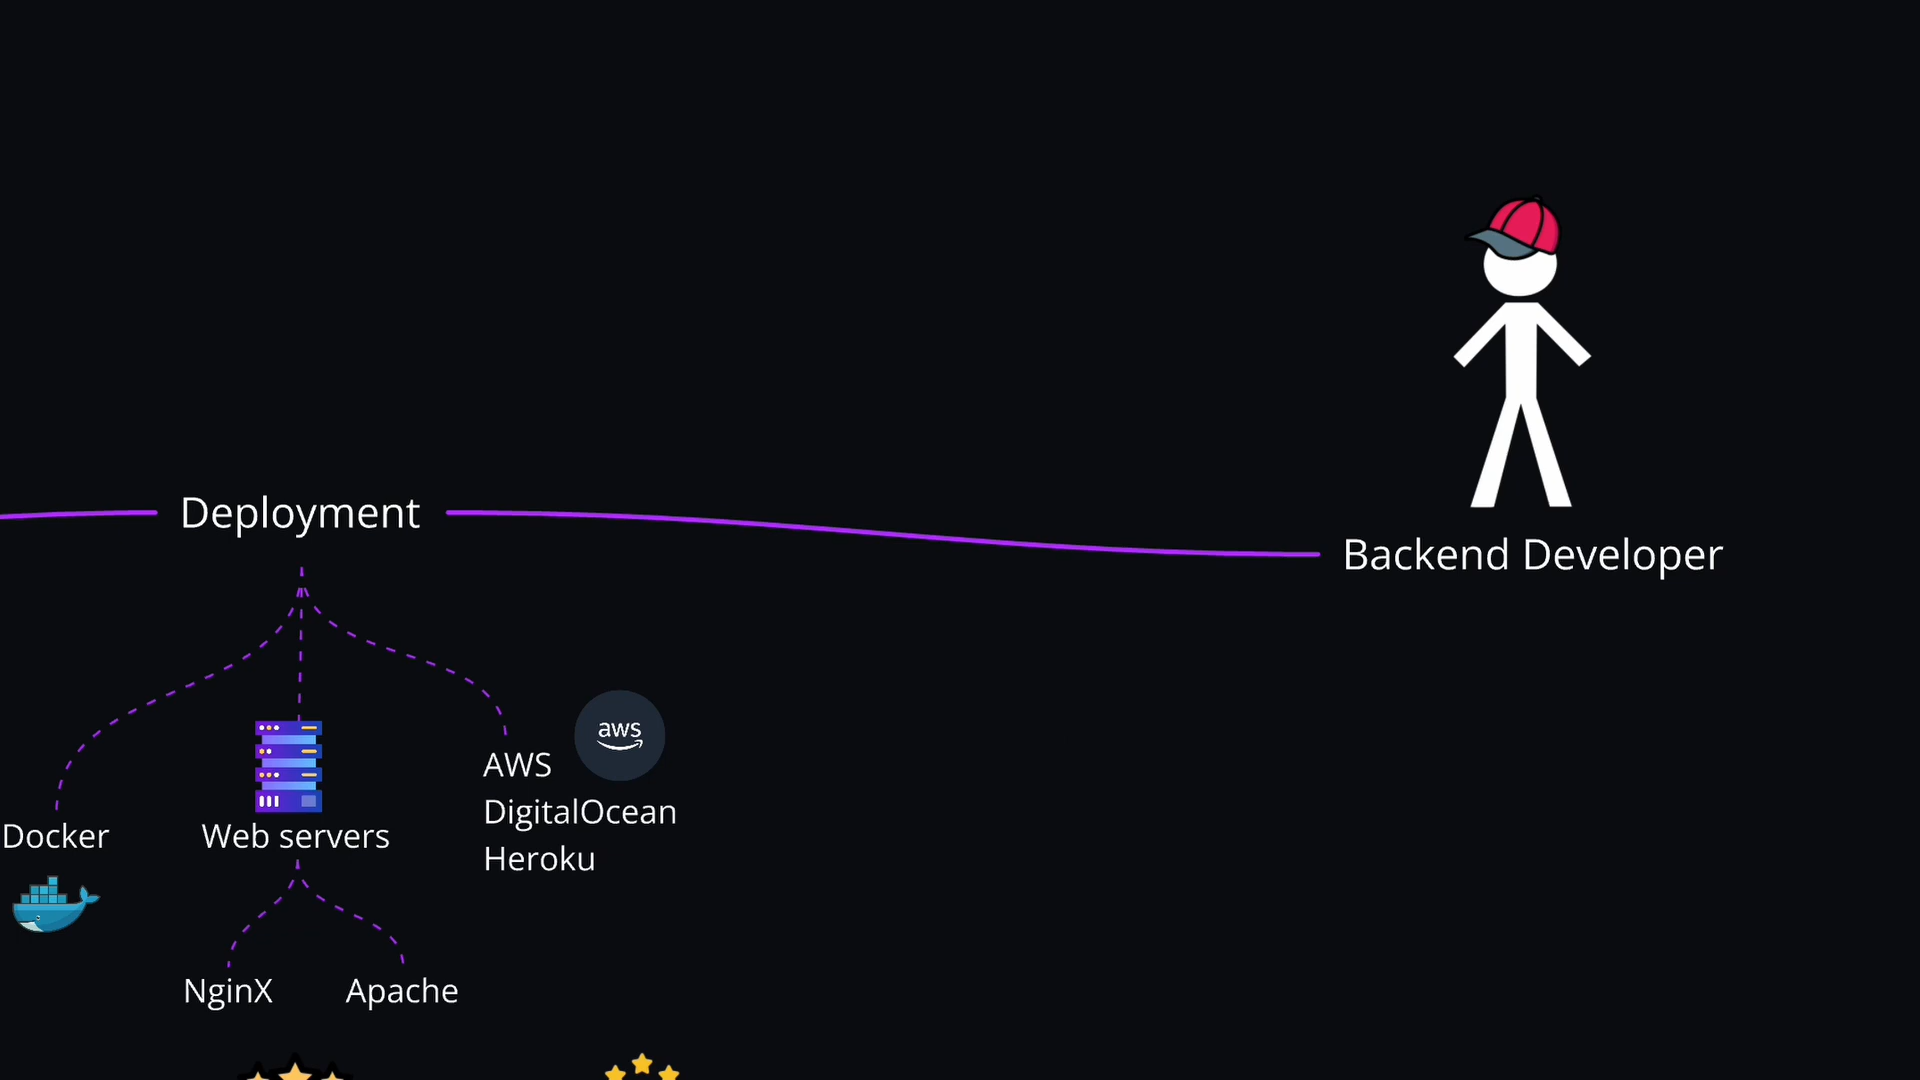 Deployment
Backend Developer
aws
AWS
DigitalOcean
Heroku
Docker
Web servers
NginX
Apache